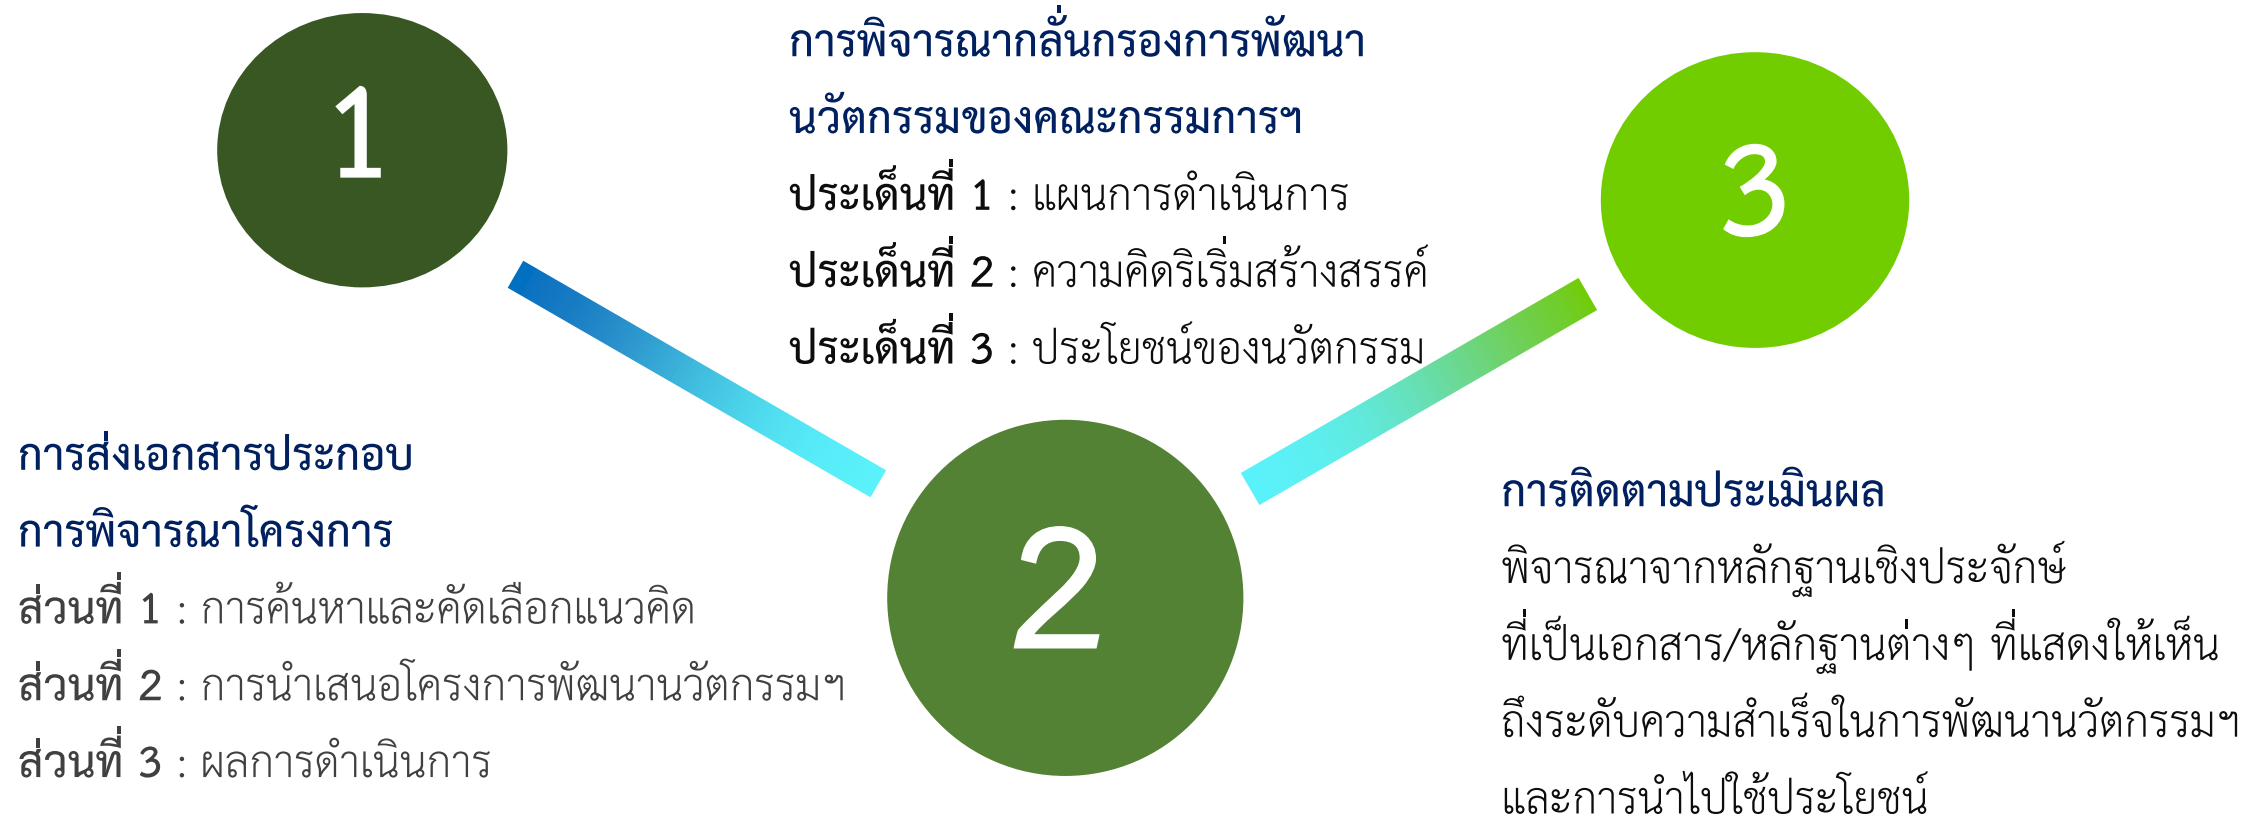 1
การส่งเอกสารประกอบ
การพิจารณาโครงการ
ส่วนที่ 1 : การค้นหาและคัดเลือกแนวคิด
ส่วนที่ 2 : การนำเสนอโครงการพัฒนานวัตกรรมฯ
ส่วนที่ 3 : ผลการดำเนินการ
การพิจารณากลั่นกรองการพัฒนา
นวัตกรรมของคณะกรรมการฯ
ประเด็นที่ 1 : แผนการดำเนินการ
ประเด็นที่ 2 : ความคิดริเริ่มสร้างสรรค์
ประเด็นที่ 3 : ประโยชน์ของนวัตกรรม
2
3
การติดตามประเมินผล
พิจารณาจากหลักฐานเชิงประจักษ์
ที่เป็นเอกสาร/หลักฐานต่างๆ ที่แสดงให้เห็น
ถึงระดับความสำเร็จในการพัฒนานวัตกรรมฯ
และการนำไปใช้ประโยชน์